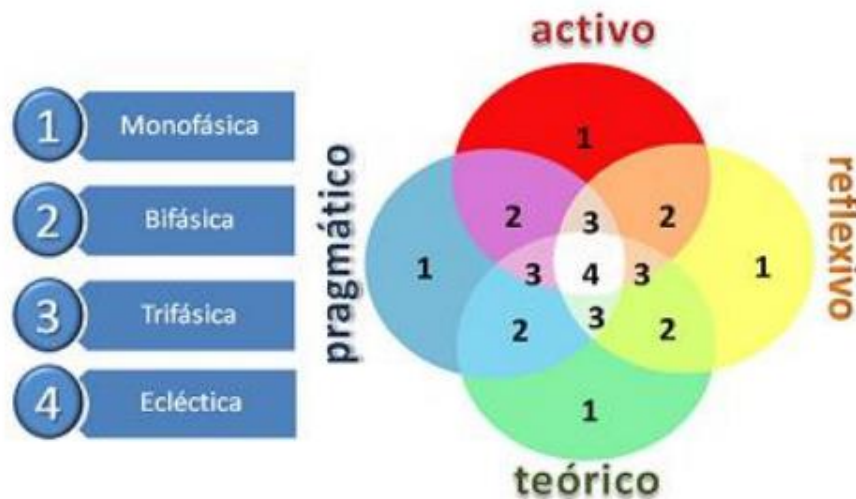 1 Monofásica
2 Bifásica
3 Trifásica
4 Ecléctica
activo
pragmático
reflexivo
teórico
1
2 3 2
1 3 4 3 1
2 3 2
1